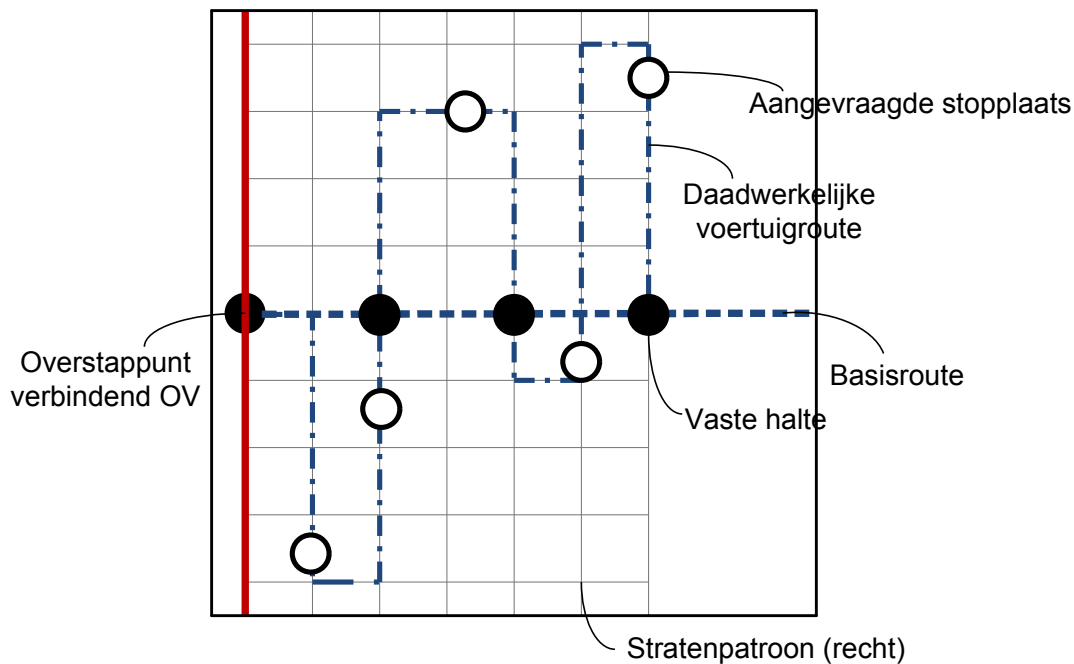 Aangevraagde stopplaats
Daadwerkelijke
voertuigroute
Overstappunt
verbindend OV
Basisroute
Vaste halte
Stratenpatroon (recht)